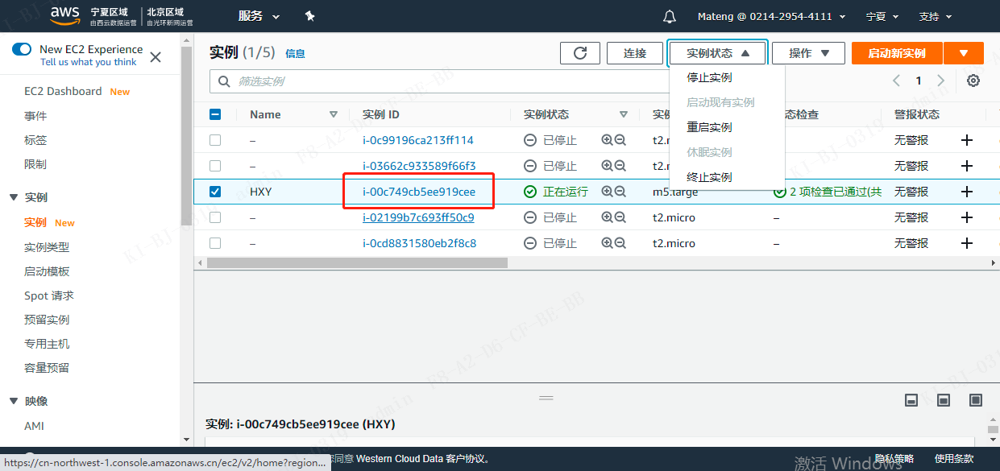 aws 宁夏区域 由西云数据运营 北京区域 由光环新网运营 服务 Mateng @ 0214-2954-4111 宁夏 支持
New EC2 Experience
Tell us what you think
EC2 Dashboard New
事件
标签
限制
实例
实例 New
实例类型
启动模板
Spot 请求
预留实例
专用主机
容量预留
映像
AMI
实例 (1/5) 信息 连接 实例状态 操作 启动新实例
筛选实例 1
停止实例
启动现有实例
重启实例
休眠实例
终止实例
Name 实例 ID 实例状态 实例 态检查 警报状态
– i-0c99196ca213ff114 已停止 t2.m 无警报
– i-03662c933589f66f3 已停止 t2.m 无警报
HXY i-00c749cb5ee919cee 正在运行 m5.large 2 项检查已通过(共 无警报
– i-02199b7c693ff50c9 已停止 t2.micro – 无警报
– i-0cd8831580eb2f8c8 已停止 t2.micro – 无警报
实例: i-00c749cb5ee919cee (HXY)
https://cn-northwest-1.console.amazonaws.cn/ec2/v2/home?region... 同意 Western Cloud Data 客户协议。 隐私策略 使用条款
激活 Windows